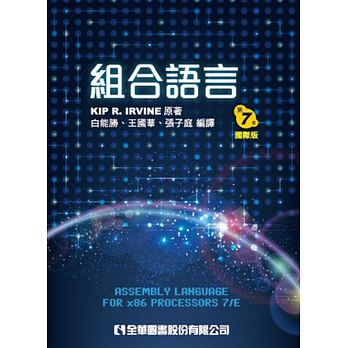 組合語言
KIP R. IRVINE 原著
白能勝、王國華、張子庭 編譯
第7版
國際版
ASSEMBLY LANGUAGE
FOR x86 PROCESSORS 7/E
全華圖書股份有限公司